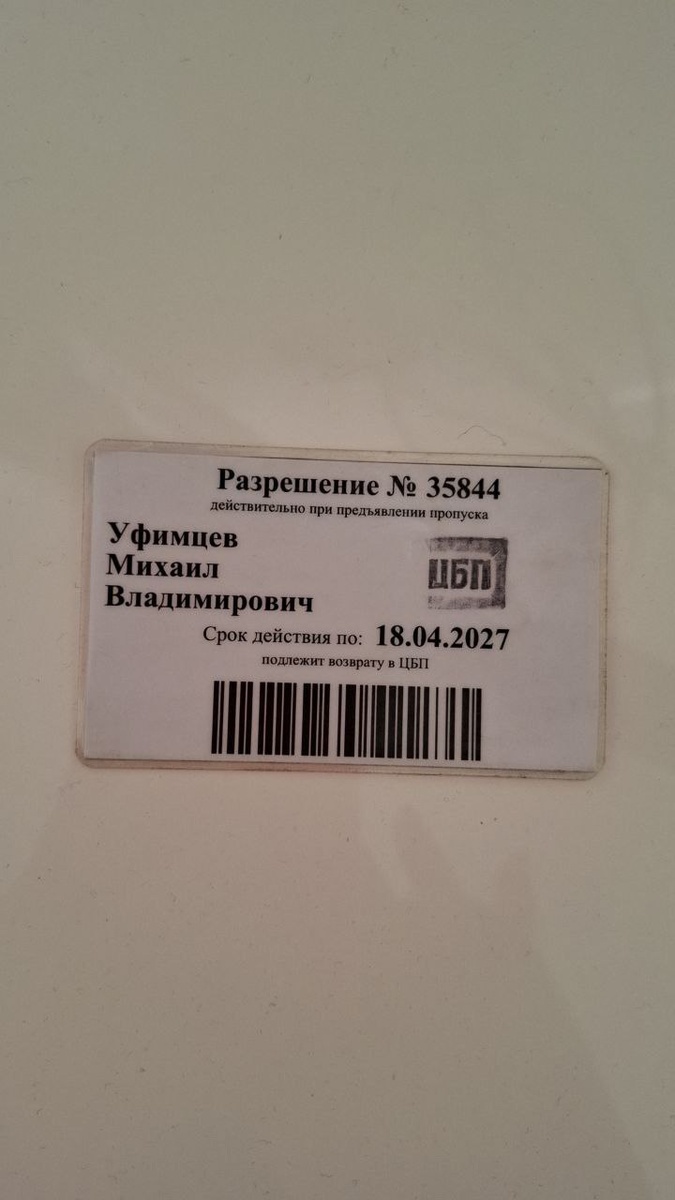 Разрешение № 35844
действительно при предъявлении пропуска
Уфимцев
Михаил
Владимирович
ЦБП
Срок действия по: 18.04.2027
подлежит возврату в ЦБП